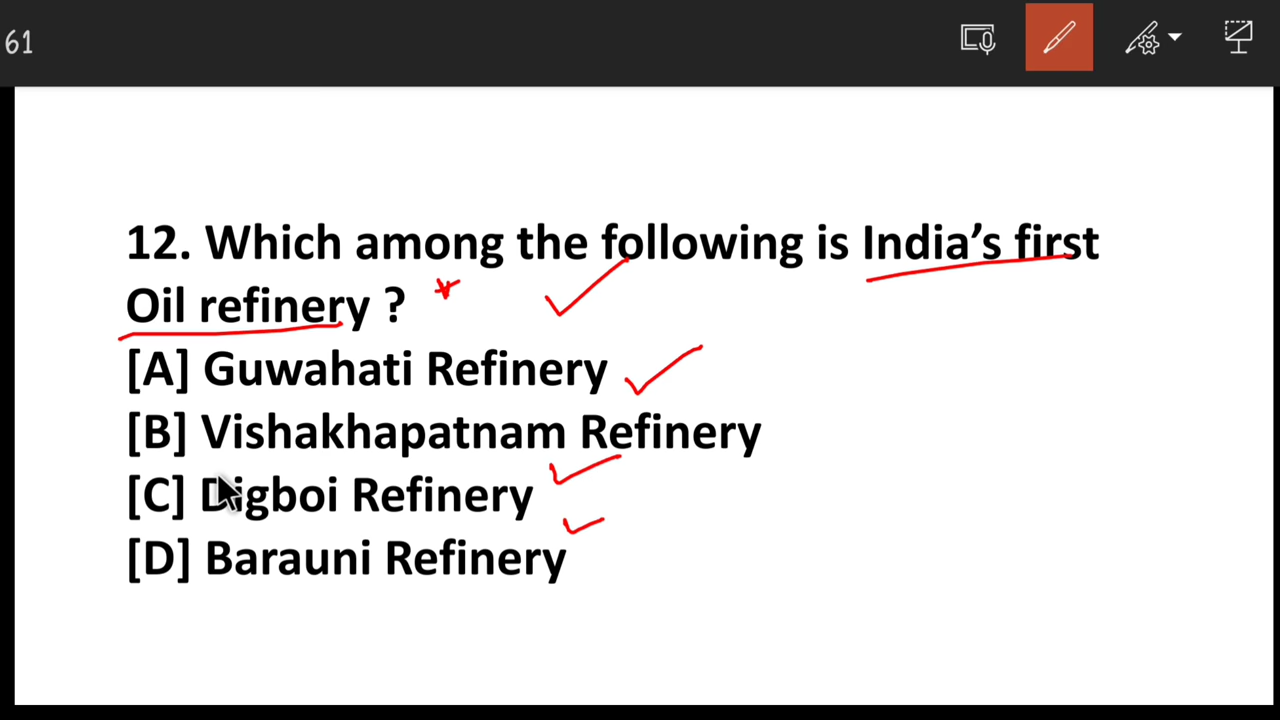 61
12. Which among the following is India’s first
Oil refinery ?
[A] Guwahati Refinery
[B] Vishakhapatnam Refinery
[C] Digboi Refinery
[D] Barauni Refinery